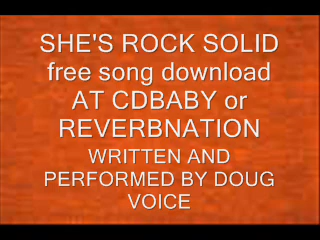 SHE'S ROCK SOLID
free song download
AT CDBABY or
REVERBNATION
WRITTEN AND
PERFORMED BY DOUG
VOICE